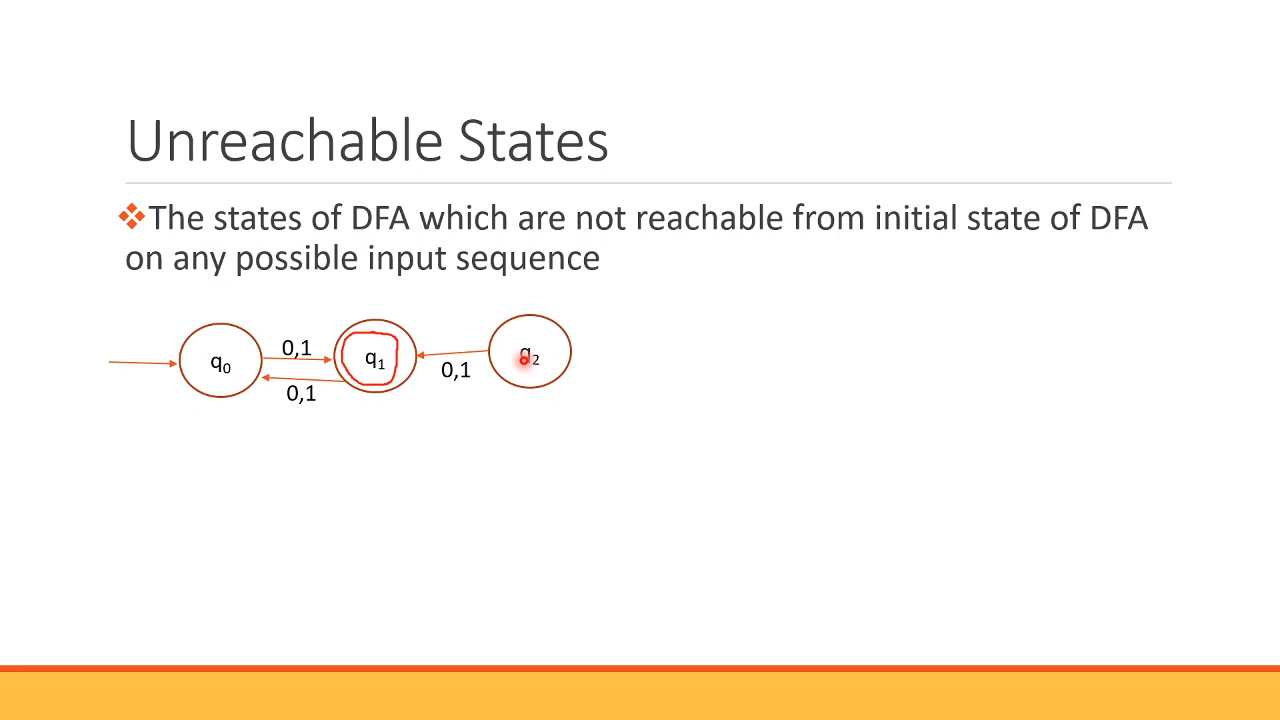 Unreachable States
❖The states of DFA which are not reachable from initial state of DFA
on any possible input sequence
0,1
q₀ q₁ q₂
0,1
0,1